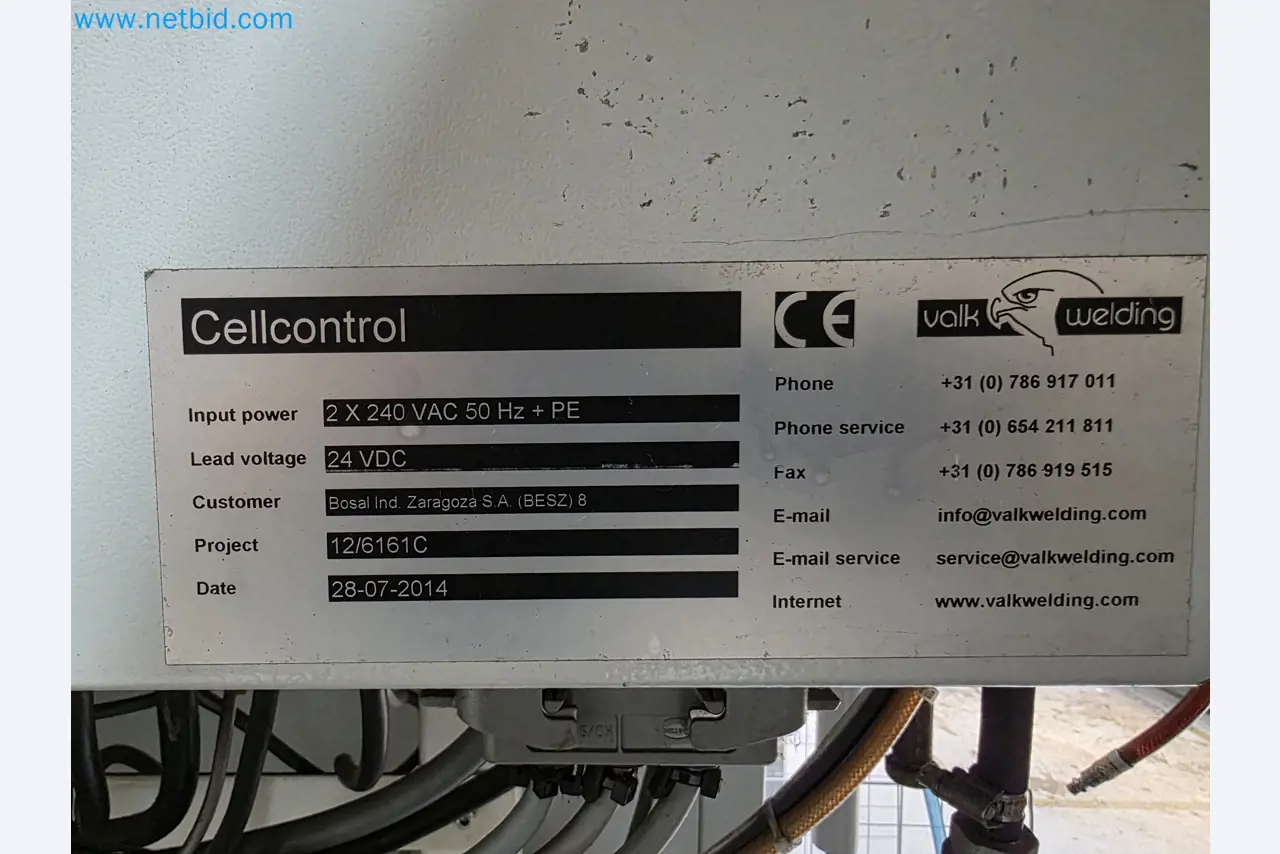 www.netbid.com
Cellcontrol
Input power 2 X 240 VAC 50 Hz + PE
Lead voltage 24 VDC
Customer Bosal Ind. Zaragoza S.A. (BESZ) 8
Project 12/6161C
Date 28-07-2014
CE valk welding
Phone +31 (0) 786 917 011
Phone service +31 (0) 654 211 811
Fax +31 (0) 786 919 515
E-mail info@valkwelding.com
E-mail service service@valkwelding.com
Internet www.valkwelding.com